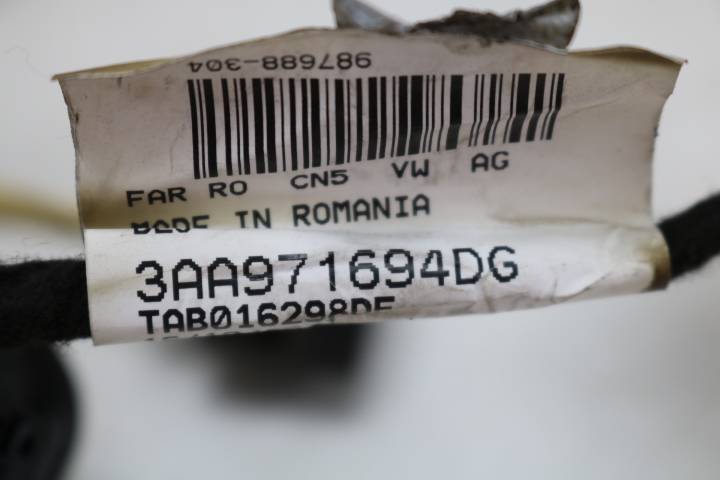 987688-304
FAR RO CN5 VW AG
MADE IN ROMANIA
3AA971694DG
TAB016298DE